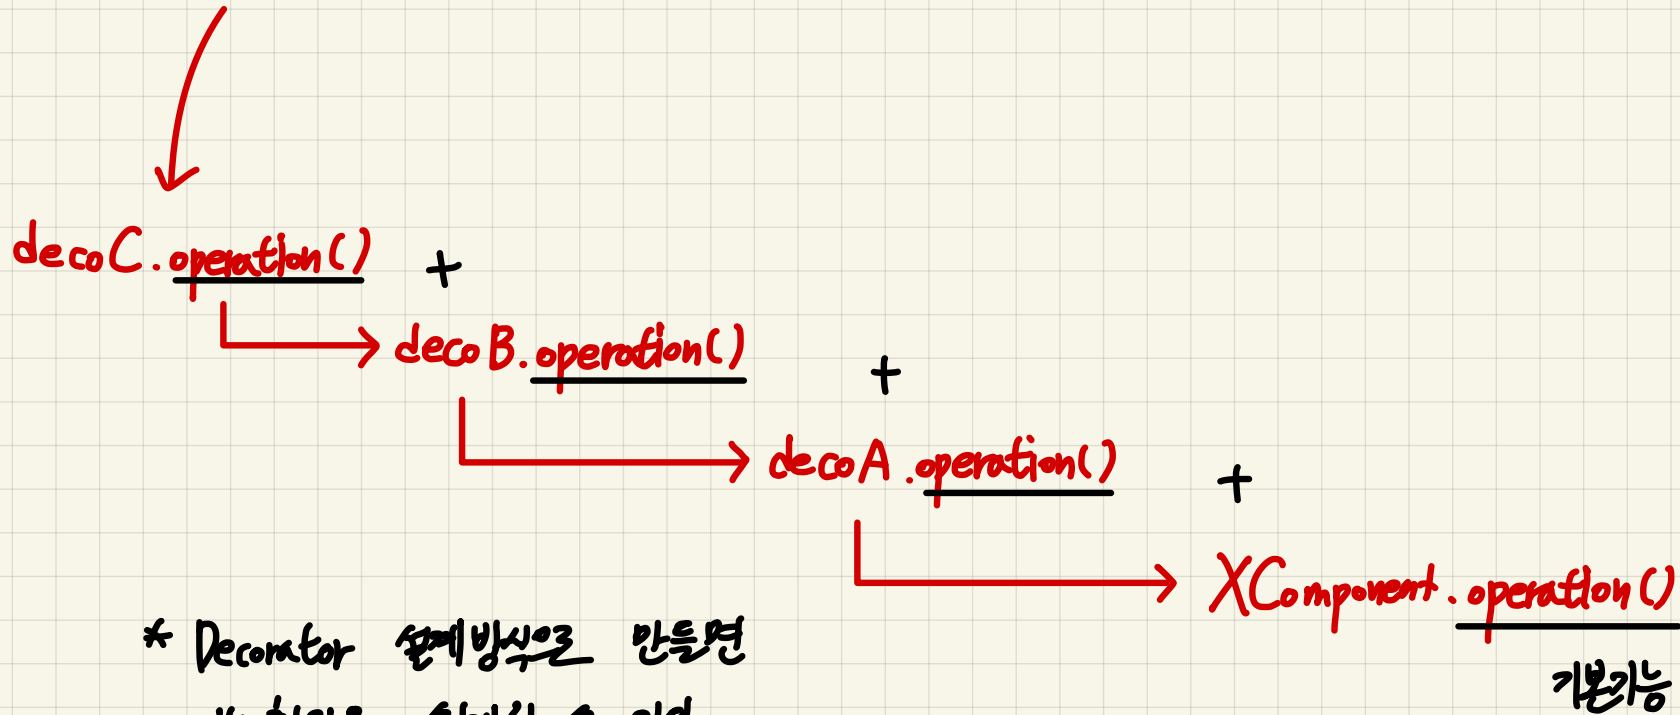 decoC.operation() +
decoB.operation() +
decoA.operation() +
XComponent.operation()
* Decorator 설계방식으로 만들면
기본기능